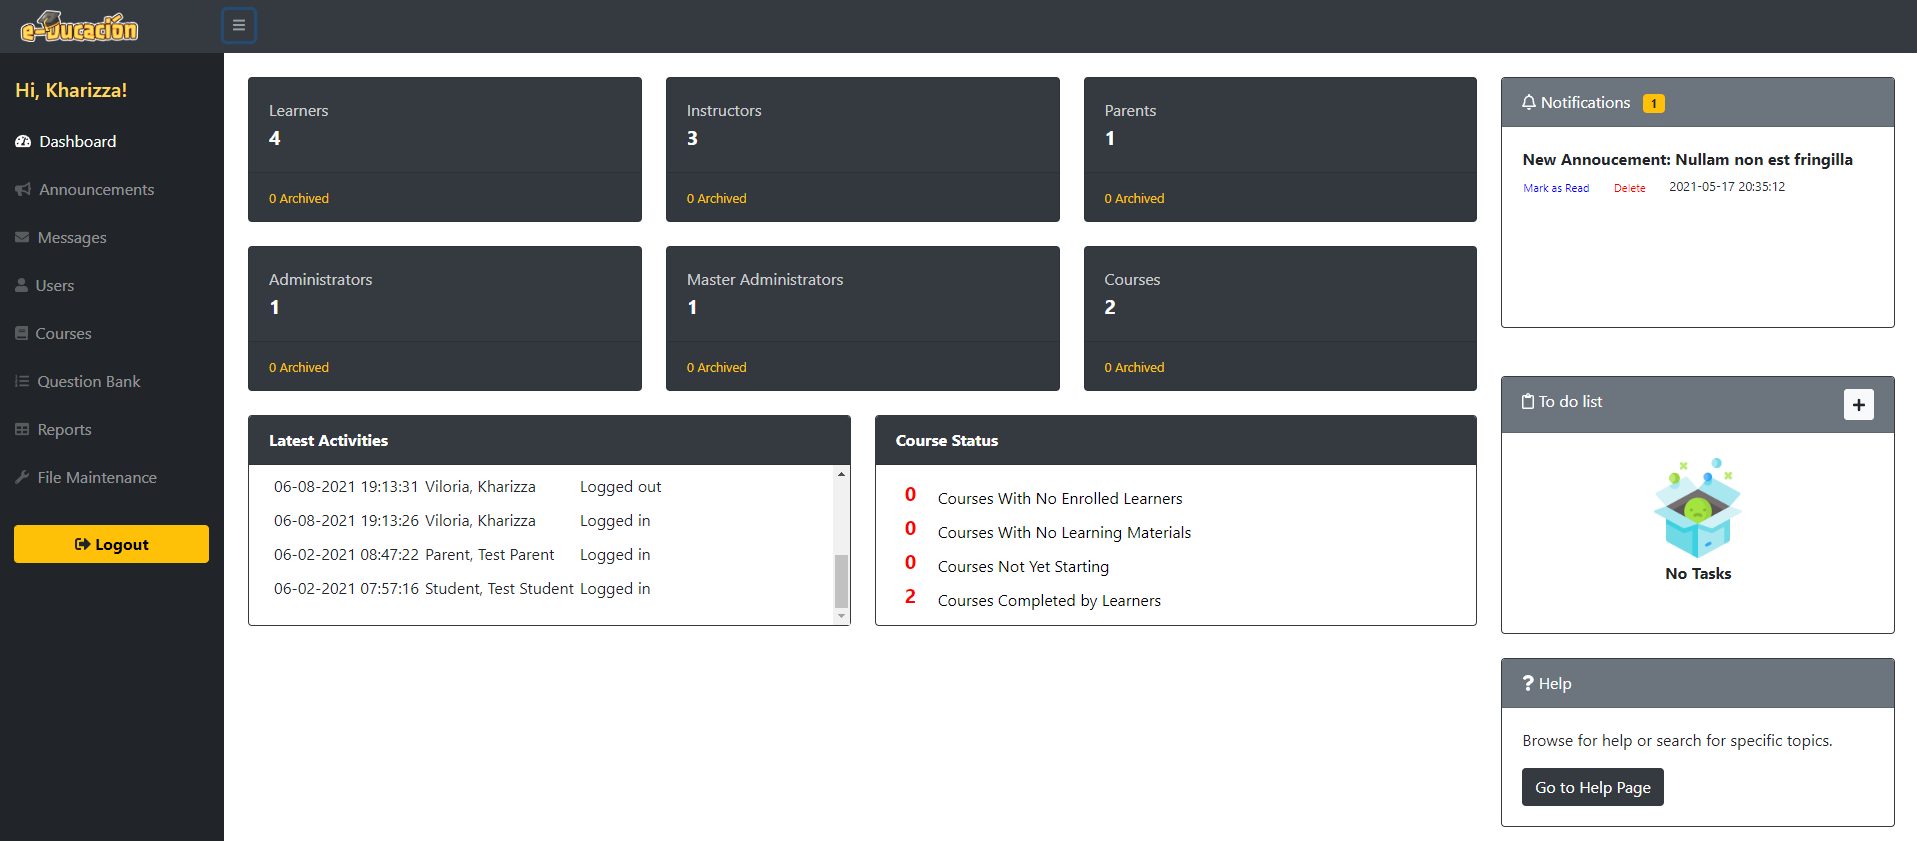 e-Ducación
Hi, Kharizza!
Dashboard
Announcements
Messages
Users
Courses
Question Bank
Reports
File Maintenance
Logout
Learners
4
0 Archived
Instructors
3
0 Archived
Parents
1
0 Archived
Administrators
1
0 Archived
Master Administrators
1
0 Archived
Courses
2
0 Archived
Latest Activities
06-08-2021 19:13:31 Viloria, Kharizza Logged out
06-08-2021 19:13:26 Viloria, Kharizza Logged in
06-02-2021 08:47:22 Parent, Test Parent Logged in
06-02-2021 07:57:16 Student, Test Student Logged in
Course Status
0 Courses With No Enrolled Learners
0 Courses With No Learning Materials
0 Courses Not Yet Starting
2 Courses Completed by Learners
Notifications 1
New Annoucement: Nullam non est fringilla
Mark as Read Delete 2021-05-17 20:35:12
To do list
No Tasks
? Help
Browse for help or search for specific topics.
Go to Help Page